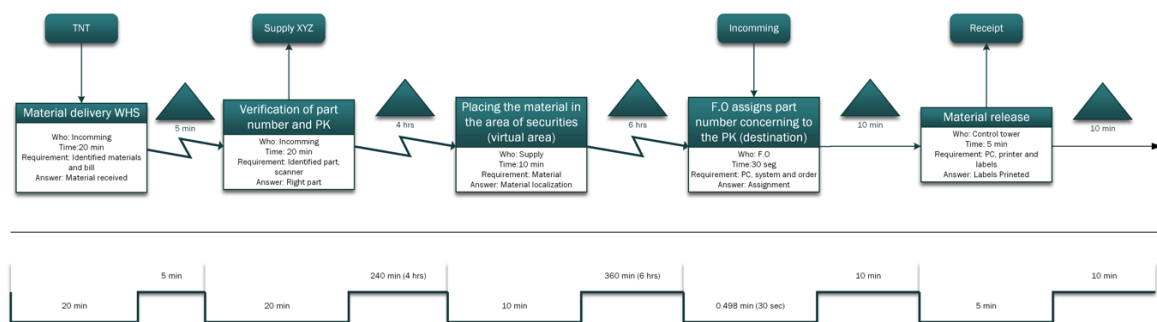 TNT
Supply XYZ
Incomming
Receipt
Material delivery WHS
Who: Incomming
Time:20 min
Requirement: Identified materials
and bill
Answer: Material received
5 min
Verification of part
number and PK
Who: Incomming
Time: 20 min
Requirement: Identified part,
scanner
Answer: Right part
4 hrs
Placing the material in
the area of securities
(virtual area)
Who: Supply
Time:10 min
Requirement: Material
Answer: Material localization
6 hrs
F.O assigns part
number concerning to
the PK (destination)
Who: F.O
Time:30 seg
Requirement: PC, system and order
Answer: Assignment
10 min
Material release
Who: Control tower
Time: 5 min
Requirement: PC, printer and
labels
Answer: Labels Prineted
10 min
20 min
5 min
20 min
240 min (4 hrs)
10 min
360 min (6 hrs)
0.498 min (30 sec)
10 min
5 min
10 min